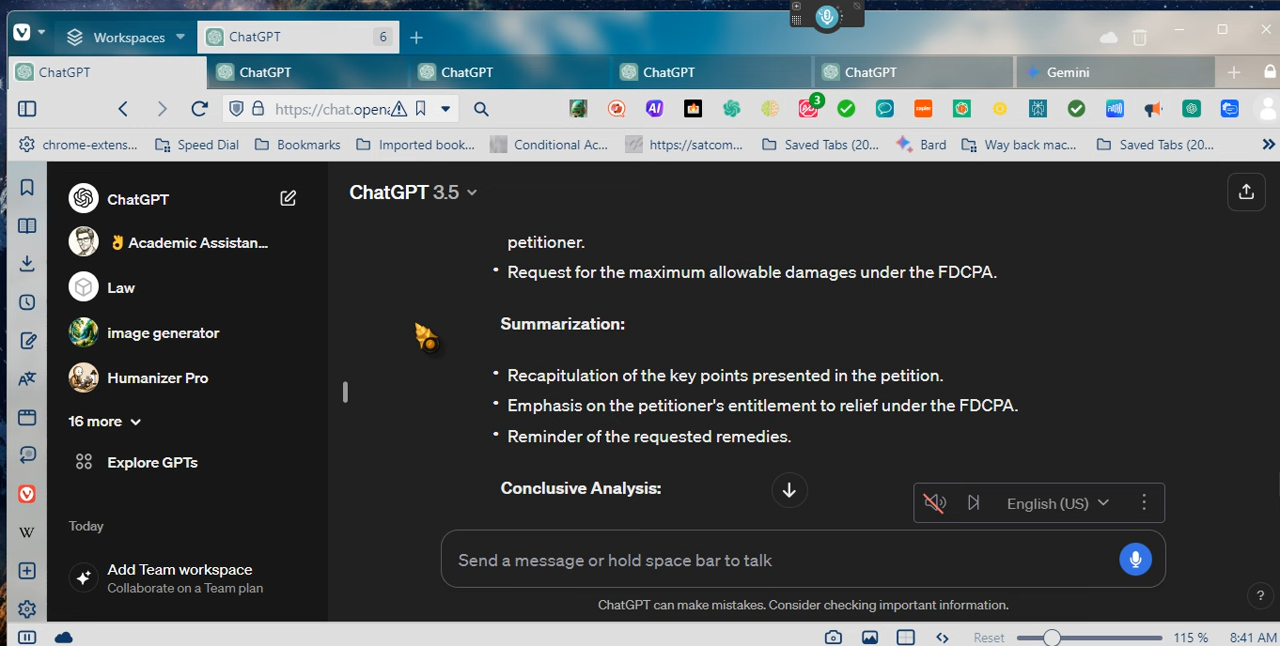 Workspaces
ChatGPT
6
ChatGPT
ChatGPT
ChatGPT
ChatGPT
ChatGPT
Gemini
https://chat.opena
3
chrome-extens...
Speed Dial
Bookmarks
Imported book...
Conditional Ac...
https://satcom...
Saved Tabs (20...
Bard
Way back mac...
Saved Tabs (20...
ChatGPT
👌 Academic Assistan...
Law
image generator
Humanizer Pro
16 more
Explore GPTs
Today
Add Team workspace
Collaborate on a Team plan
ChatGPT 3.5
petitioner.
• Request for the maximum allowable damages under the FDCPA.
Summarization:
• Recapitulation of the key points presented in the petition.
• Emphasis on the petitioner's entitlement to relief under the FDCPA.
• Reminder of the requested remedies.
Conclusive Analysis:
English (US)
Send a message or hold space bar to talk
ChatGPT can make mistakes. Consider checking important information.
?
Reset
115 %
8:41 AM